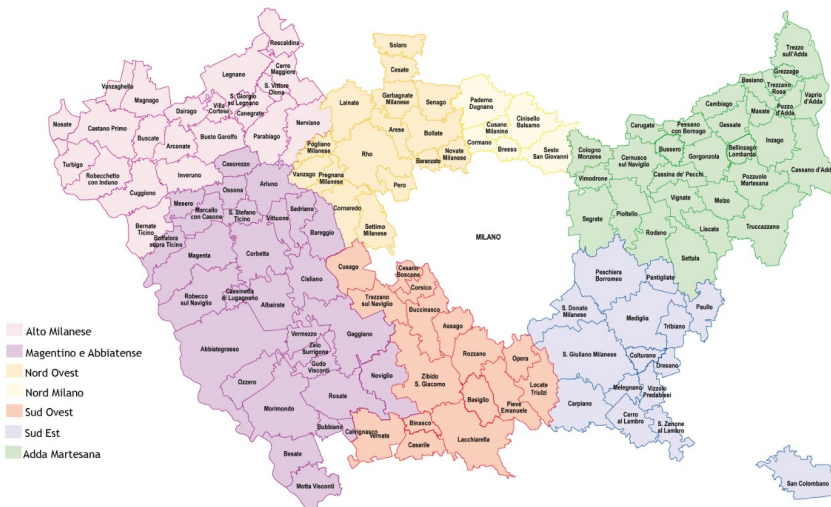 Rescaldina
Legnano
Cerro
Maggiore
S. Giorgio
su Legnano
S. Vittore
Olona
Villa
Cortese
Canegrate
Dairago
Busto Garolfo
Parabiago
Nerviano
Vanzaghello
Magnago
Nosate
Castano Primo
Buscate
Arconate
Turbigo
Robecchetto
con Induno
Inveruno
Cuggiono
Bernate
Ticino
Casorezzo
Ossona
Arluno
Mesero
Marcallo
con Casone
S. Stefano
Ticino
Vittuone
Sedriano
Bareggio
Boffalora
supra Ticino
Magenta
Corbetta
Cisliano
Robecco
sul Naviglio
Cassinetta
di Lugagnano
Albairate
Abbiategrasso
Vermezzo
Zelo
Surrigone
Gudo
Visconti
Gaggiano
Noviglio
Ozzero
Rosate
Morimondo
Bubbiano
Calvignasco
Besate
Motta Visconti
Solaro
Cesate
Lainate
Garbagnate
Milanese
Senago
Arese
Bollate
Pogliano
Milanese
Rho
Baranzate
Novate
Milanese
Vanzago
Pregnana
Milanese
Pero
Cornaredo
Settimo
Milanese
Paderno
Dugnano
Cusano
Milanino
Cinisello
Balsamo
Cormano
Bresso
Sesto
San Giovanni
MILANO
Cusago
Cesano
Boscone
Corsico
Trezzano
sul Naviglio
Buccinasco
Assago
Rozzano
Opera
Zibido
S. Giacomo
Locate
Triulzi
Basiglio
Pieve
Emanuele
Binasco
Vernate
Casarile
Lacchiarella
Trezzo
sull'Adda
Grezzago
Basiano
Trezzano
Rosa
Vaprio
d'Adda
Cambiago
Masate
Pozzo
d'Adda
Carugate
Pessano
con Bornago
Gessate
Cologno
Monzese
Bussero
Bellinzago
Lombardo
Inzago
Cernusco
sul Naviglio
Gorgonzola
Cassina de' Pecchi
Cassano d'Adda
Vimodrone
Pozzuolo
Martesana
Vignata
Melzo
Segrate
Pioltello
Rodano
Liscate
Truccazzano
Settala
Peschiera
Borromeo
Pantigliate
S. Donato
Milanese
Mediglia
Paullo
Tribiano
S. Giuliano Milanese
Colturano
Dresano
Melegnano
Vizzolo
Predabissi
Carpiano
Cerro
al Lambro
S. Zenone
al Lambro
San Colombano
Alto Milanese
Magentino e Abbiatense
Nord Ovest
Nord Milano
Sud Ovest
Sud Est
Adda Martesana